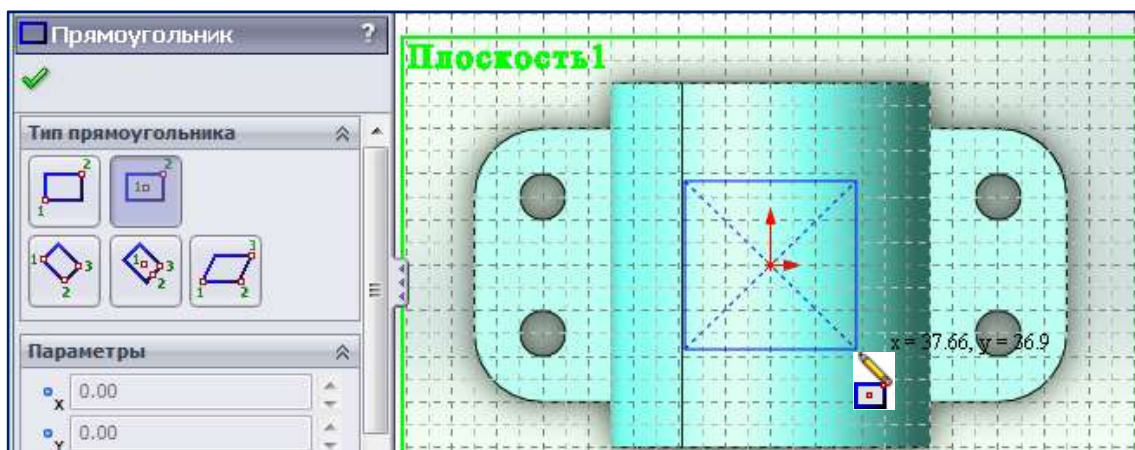 Прямоугольник ?
Плоскость1
Тип прямоугольника
2
1
2
1
1
3
2
1
3
2
3
1
2
x = 37.66, y = 36.9
Параметры
x 0.00
Y 0.00